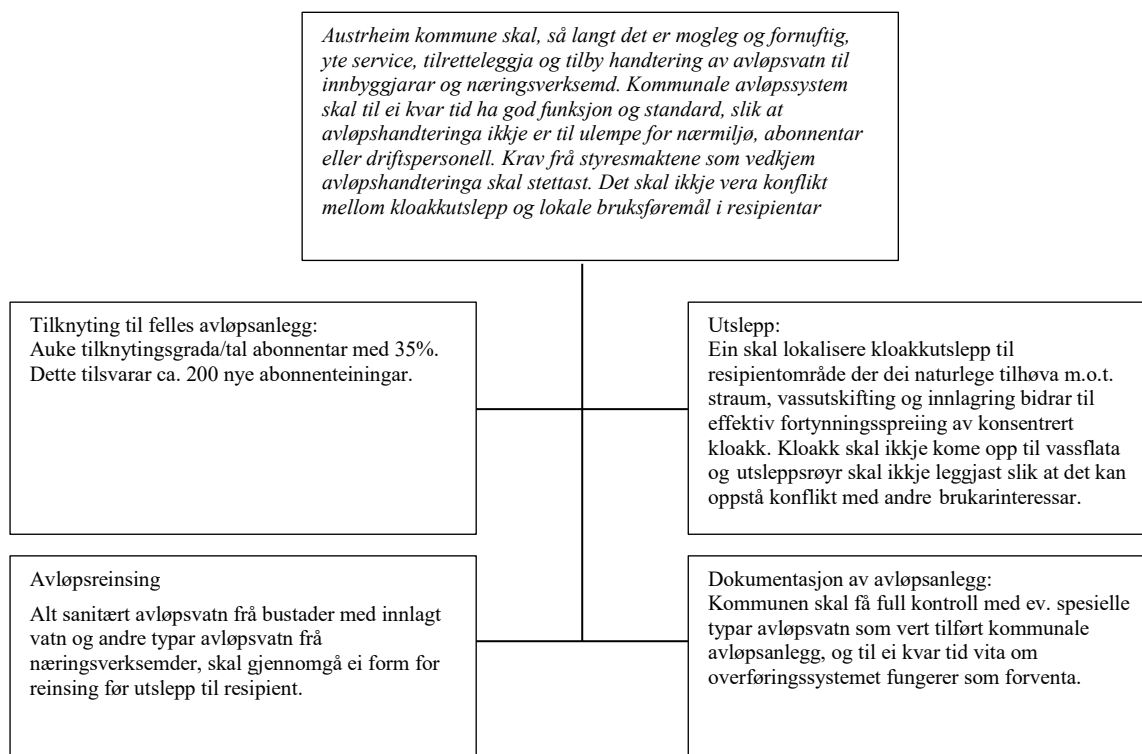 Austrheim kommune skal, så langt det er mogleg og fornuftig,
yte service, tilretteleggja og tilby handtering av avløpsvatn til
innbyggjarar og næringsverksemd. Kommunale avløpssystem
skal til ei kvar tid ha god funksjon og standard, slik at
avløpshandteringa ikkje er til ulempe for nærmiljø, abonnentar
eller driftspersonell. Krav frå styresmaktene som vedkjem
avløpshandteringa skal stettast. Det skal ikkje vera konflikt
mellom kloakkutslepp og lokale bruksføremål i resipientar
Tilknyting til felles avløpsanlegg:
Auke tilknytingsgrada/tal abonnentar med 35%.
Dette tilsvarar ca. 200 nye abonnenteiningar.
Utslepp:
Ein skal lokalisere kloakkutslepp til
resipientområde der dei naturlege tilhøva m.o.t.
straum, vassutskifting og innlagring bidrar til
effektiv fortynningsspreiing av konsentrert
kloakk. Kloakk skal ikkje kome opp til vassflata
og utsleppsrøyr skal ikkje leggjast slik at det kan
oppstå konflikt med andre brukarinteressar.
Avløpsreinsing
Alt sanitært avløpsvatn frå bustader med innlagt
vatn og andre typar avløpsvatn frå
næringsverksemder, skal gjennomgå ei form for
reinsing før utslepp til resipient.
Dokumentasjon av avløpsanlegg:
Kommunen skal få full kontroll med ev. spesielle
typar avløpsvatn som vert tilført kommunale
avløpsanlegg, og til ei kvar tid vita om
overføringssystemet fungerer som forventa.